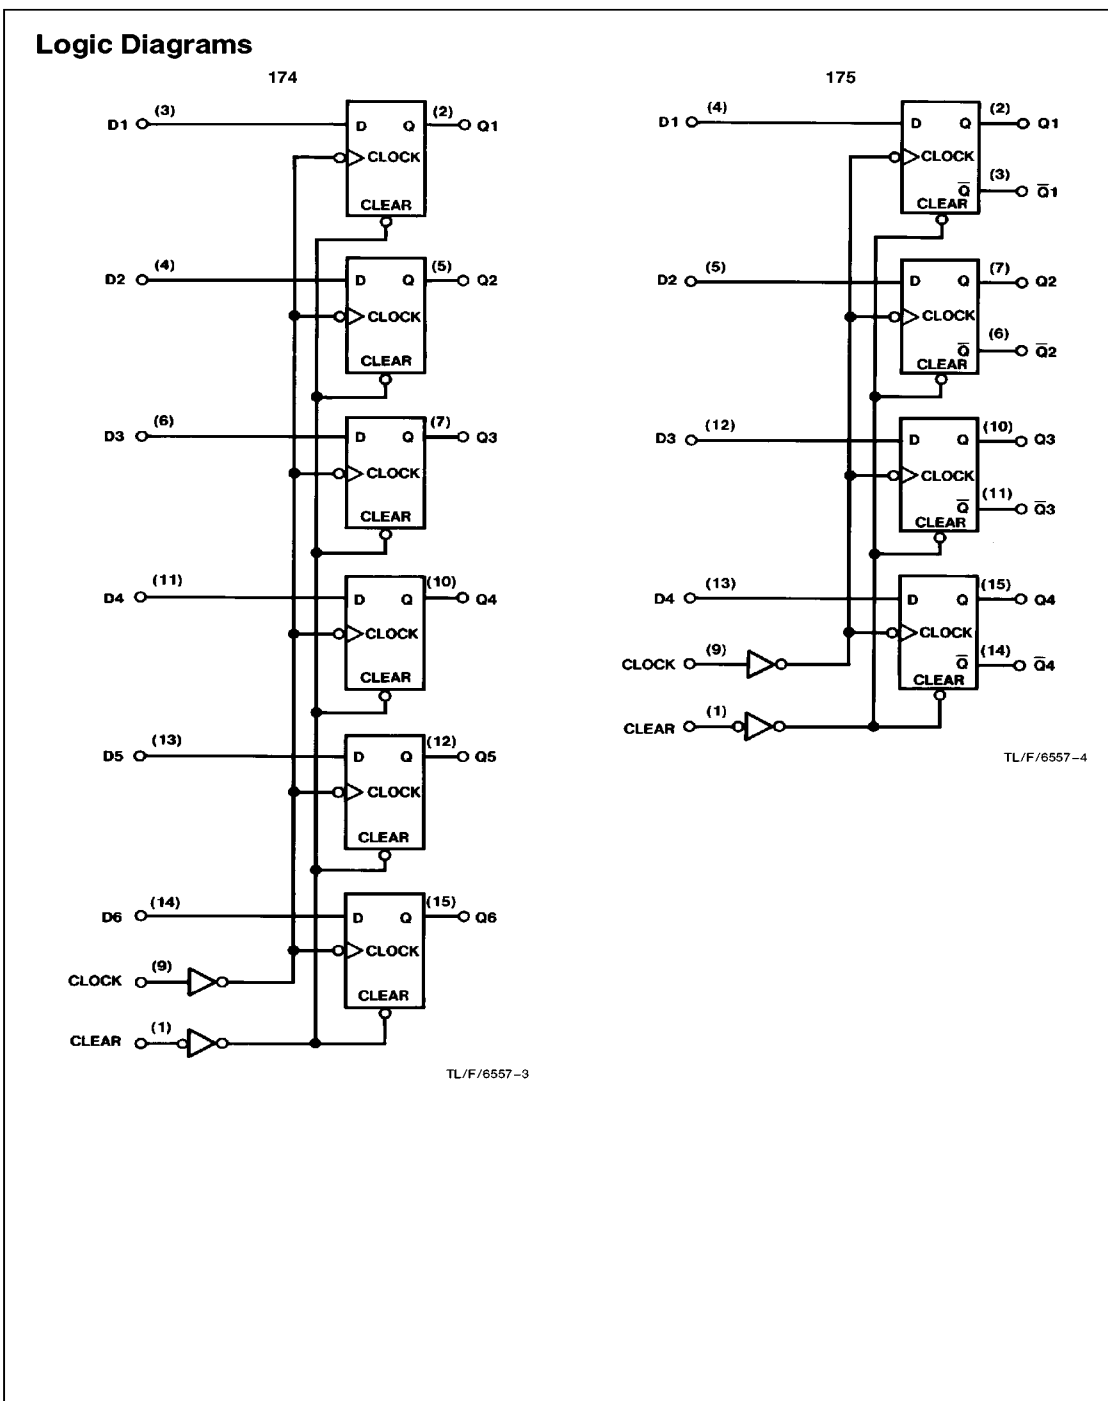 Logic Diagrams
174
D1 (3) D Q (2) Q1
CLOCK
CLEAR
D2 (4) D Q (5) Q2
CLOCK
CLEAR
D3 (6) D Q (7) Q3
CLOCK
CLEAR
D4 (11) D Q (10) Q4
CLOCK
CLEAR
D5 (13) D Q (12) Q5
CLOCK
CLEAR
D6 (14) D Q (15) Q6
CLOCK
CLOCK (9)
CLEAR
CLEAR (1)
TL/F/6557–3
175
D1 (4) D Q (2) Q1
CLOCK
Q̅ (3) Q̅1
CLEAR
D2 (5) D Q (7) Q2
CLOCK
Q̅ (6) Q̅2
CLEAR
D3 (12) D Q (10) Q3
CLOCK
Q̅ (11) Q̅3
CLEAR
D4 (13) D Q (15) Q4
CLOCK
CLOCK (9) Q̅ (14) Q̅4
CLEAR
CLEAR (1)
TL/F/6557–4